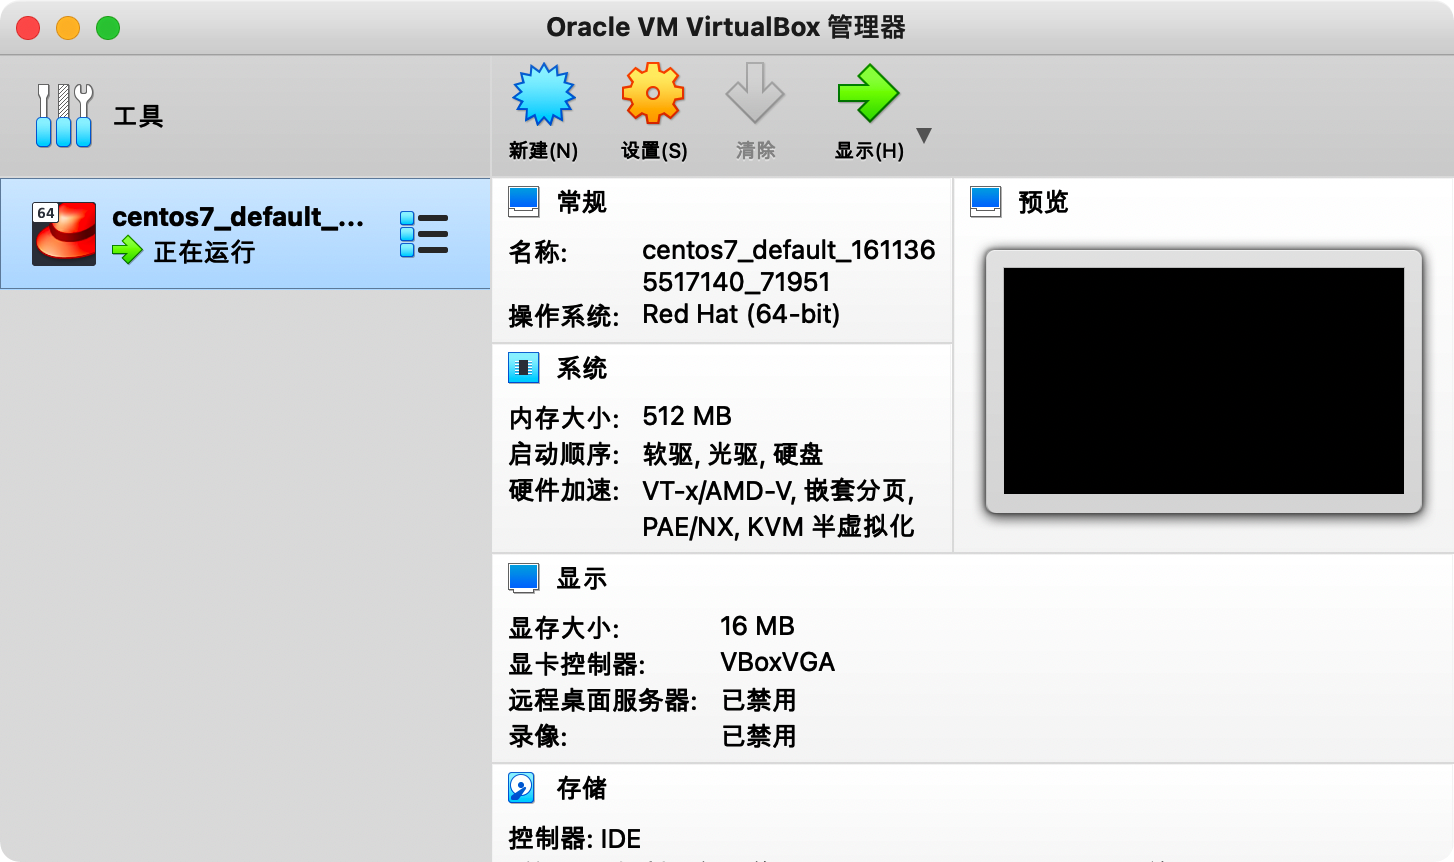 Oracle VM VirtualBox 管理器
工具
新建(N)
设置(S)
清除
显示(H)
64
centos7_default_...
正在运行
常规
名称: centos7_default_161136
5517140_71951
操作系统: Red Hat (64-bit)
预览
系统
内存大小: 512 MB
启动顺序: 软驱, 光驱, 硬盘
硬件加速: VT-x/AMD-V, 嵌套分页,
PAE/NX, KVM 半虚拟化
显示
显存大小: 16 MB
显卡控制器: VBoxVGA
远程桌面服务器: 已禁用
录像: 已禁用
存储
控制器: IDE